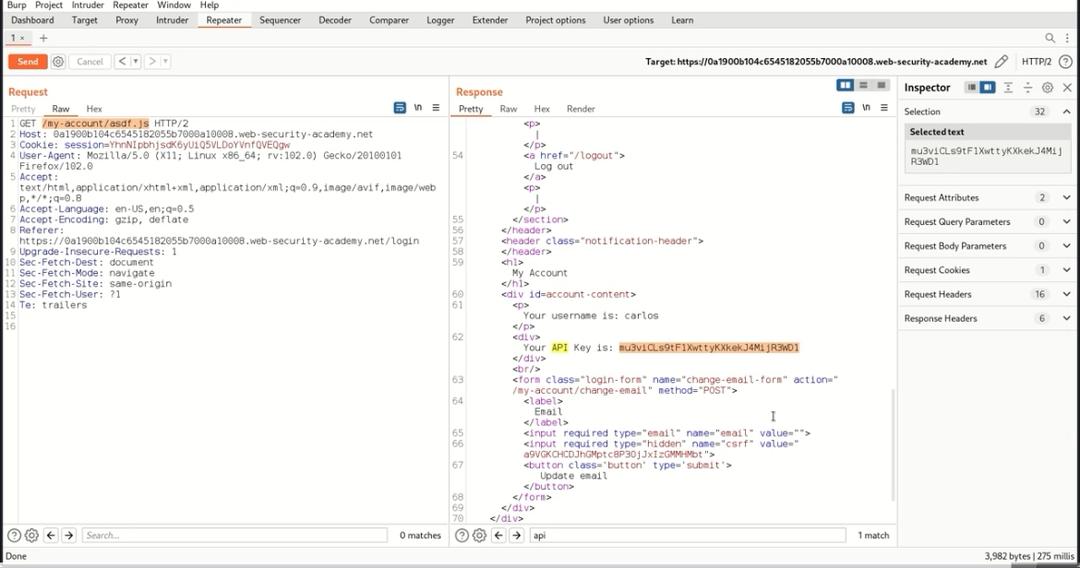 Burp Project Intruder Repeater Window Help
Dashboard Target Proxy Intruder Repeater Sequencer Decoder Comparer Logger Extender Project options User options Learn
1 × +
Send Cancel < > Target: https://0a1900b104c6545182055b7000a10008.web-security-academy.net HTTP/2
Request
Pretty Raw Hex \n
1 GET /my-account/asdf.js HTTP/2
2 Host: 0a1900b104c6545182055b7000a10008.web-security-academy.net
3 Cookie: session=YhnNIpbhjsdK6yUiQ5VLDoYVnfQVEQgw
4 User-Agent: Mozilla/5.0 (X11; Linux x86_64; rv:102.0) Gecko/20100101
Firefox/102.0
5 Accept:
text/html,application/xhtml+xml,application/xml;q=0.9,image/avif,image/web
p,*/*;q=0.8
6 Accept-Language: en-US,en;q=0.5
7 Accept-Encoding: gzip, deflate
8 Referer:
https://0a1900b104c6545182055b7000a10008.web-security-academy.net/login
9 Upgrade-Insecure-Requests: 1
10 Sec-Fetch-Dest: document
11 Sec-Fetch-Mode: navigate
12 Sec-Fetch-Site: same-origin
13 Sec-Fetch-User: ?1
14 Te: trailers
15
16
Search... 0 matches
Response
Pretty Raw Hex Render \n
<p>
|
</p>
54 <a href="/logout">
Log out
</a>
<p>
|
</p>
55 </section>
56 </header>
57 <header class="notification-header">
58 </header>
59 <h1>
My Account
</h1>
60 <div id=account-content>
61 <p>
Your username is: carlos
</p>
62 <div>
Your API Key is: mu3viCLs9tF1XwttyKXkekJ4MijR3WD1
</div>
<br/>
63 <form class="login-form" name="change-email-form" action="
/my-account/change-email" method="POST">
64 <label>
Email
</label>
65 <input required type="email" name="email" value="">
66 <input required type="hidden" name="csrf" value="
a9VGKCHCDJhGMptc8P3OjJxIzGMMHMbt">
67 <button class='button' type='submit'>
Update email
</button>
68 </form>
69 </div>
70 </div>
api 1 match
Inspector
Selection 32
Selected text
mu3viCLs9tF1XwttyKXkekJ4Mij
R3WD1
Request Attributes 2
Request Query Parameters 0
Request Body Parameters 0
Request Cookies 1
Request Headers 16
Response Headers 6
Done 3,982 bytes | 275 millis